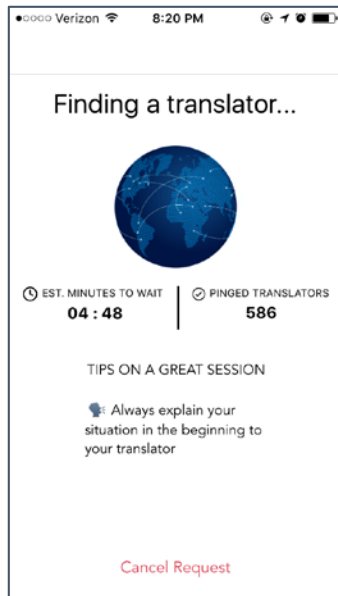 Verizon 8:20 PM
Finding a translator...
EST. MINUTES TO WAIT
04 : 48
PINGED TRANSLATORS
586
TIPS ON A GREAT SESSION
Always explain your
situation in the beginning to
your translator
Cancel Request